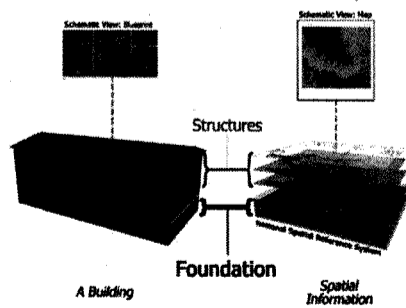 Schematic View: Blueprint
Schematic View: Map
Structures
National Spatial Reference System
Foundation
A Building
Spatial
Information